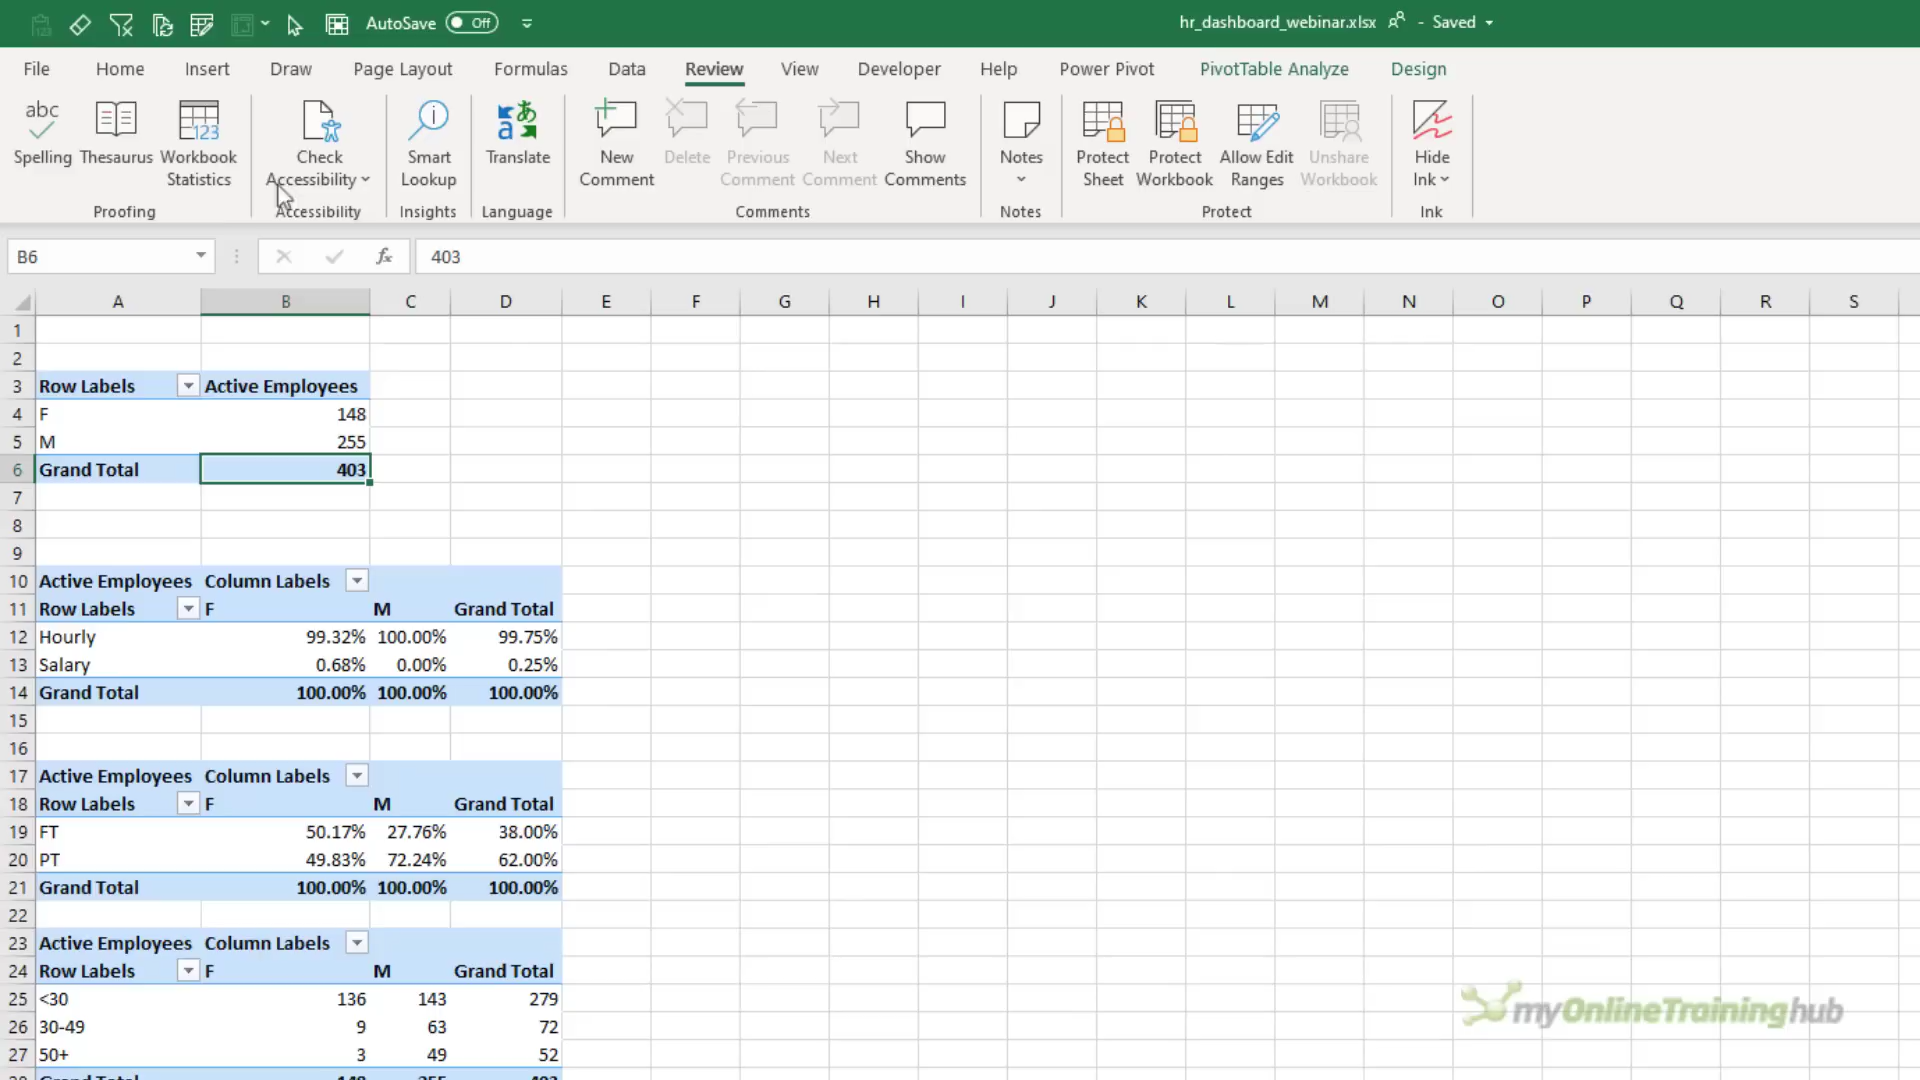 AutoSave Off
hr_dashboard_webinar.xlsx - Saved
File Home Insert Draw Page Layout Formulas Data Review View Developer Help Power Pivot PivotTable Analyze Design
abc
Spelling Thesaurus Workbook Statistics Check Accessibility Smart Lookup Translate New Comment Delete Previous Comment Next Comment Show Comments Notes Protect Sheet Protect Workbook Allow Edit Ranges Unshare Workbook Hide Ink
Proofing Accessibility Insights Language Comments Notes Protect Ink
B6 fx 403
A B C D E F G H I J K L M N O P Q R S
1
2
3 Row Labels Active Employees
4 F 148
5 M 255
6 Grand Total 403
7
8
9
10 Active Employees Column Labels
11 Row Labels F M Grand Total
12 Hourly 99.32% 100.00% 99.75%
13 Salary 0.68% 0.00% 0.25%
14 Grand Total 100.00% 100.00% 100.00%
15
16
17 Active Employees Column Labels
18 Row Labels F M Grand Total
19 FT 50.17% 27.76% 38.00%
20 PT 49.83% 72.24% 62.00%
21 Grand Total 100.00% 100.00% 100.00%
22
23 Active Employees Column Labels
24 Row Labels F M Grand Total
25 <30 136 143 279
26 30-49 9 63 72
27 50+ 3 49 52
myOnlineTraininghub